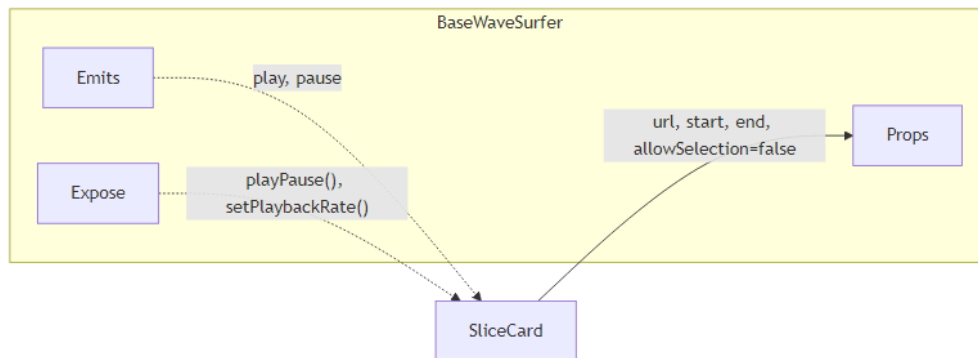 BaseWaveSurfer
Emits
play, pause
url, start, end,
allowSelection=false
Props
Expose
playPause(),
setPlaybackRate()
SliceCard